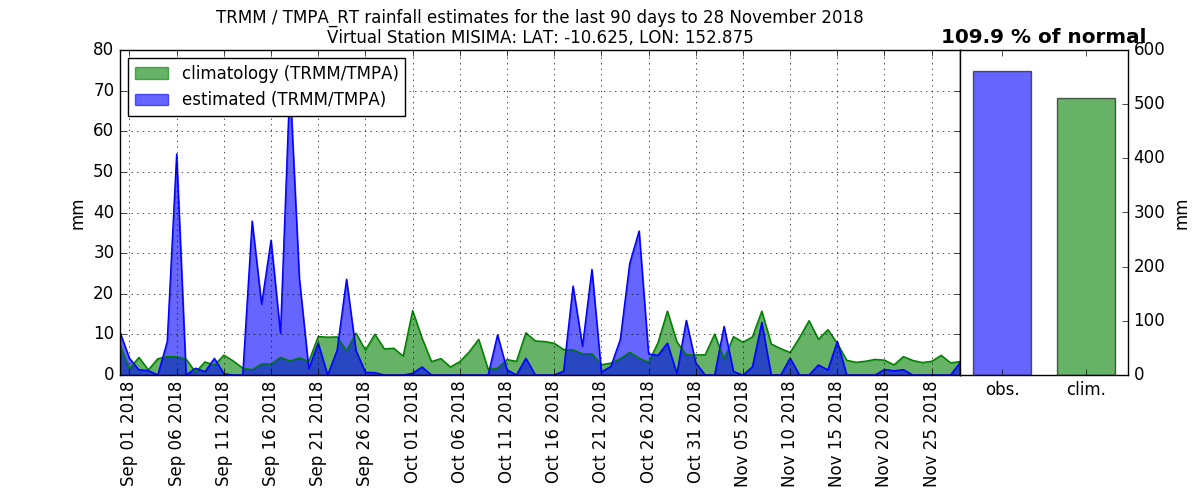 TRMM / TMPA_RT rainfall estimates for the last 90 days to 28 November 2018
Virtual Station MISIMA: LAT: -10.625, LON: 152.875
109.9 % of normal
climatology (TRMM/TMPA)
estimated (TRMM/TMPA)
80
70
60
50
40
30
20
10
0
mm
Sep 01 2018
Sep 06 2018
Sep 11 2018
Sep 16 2018
Sep 21 2018
Sep 26 2018
Oct 01 2018
Oct 06 2018
Oct 11 2018
Oct 16 2018
Oct 21 2018
Oct 26 2018
Oct 31 2018
Nov 05 2018
Nov 10 2018
Nov 15 2018
Nov 20 2018
Nov 25 2018
600
500
400
300
200
100
0
mm
obs.
clim.